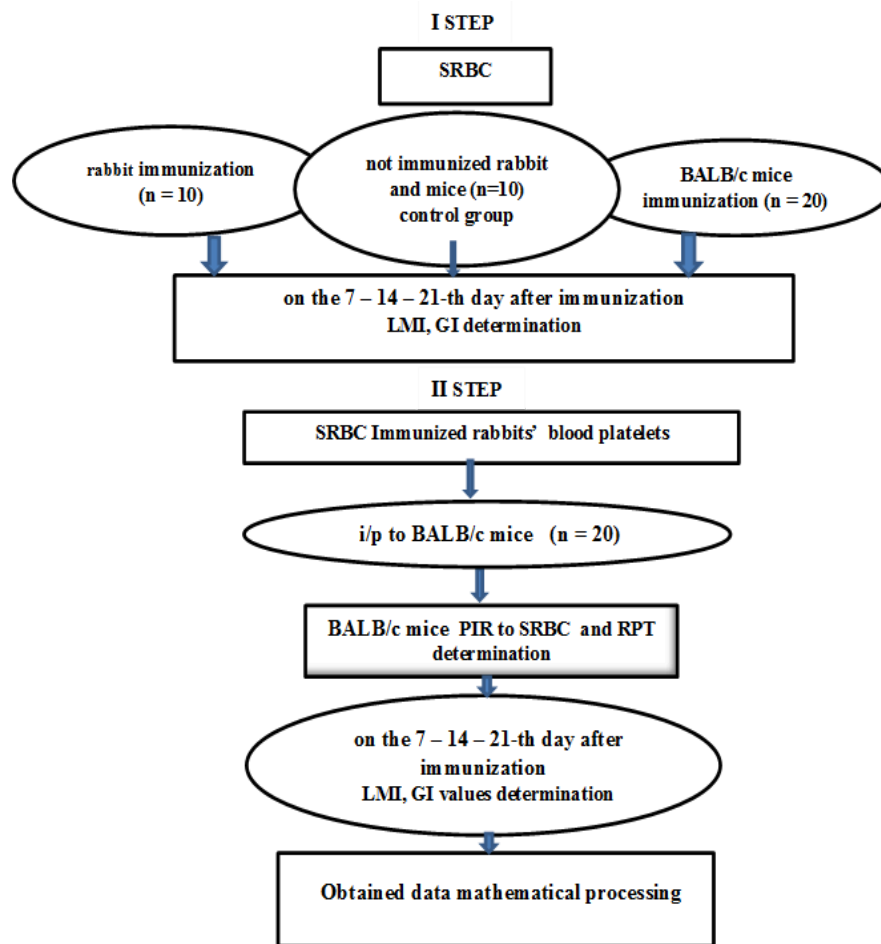 I STEP
SRBC
rabbit immunization
(n = 10)
not immunized rabbit
and mice (n=10)
control group
BALB/c mice
immunization (n = 20)
on the 7 – 14 – 21-th day after immunization
LMI, GI determination
II STEP
SRBC Immunized rabbits' blood platelets
i/p to BALB/c mice (n = 20)
BALB/c mice PIR to SRBC and RPT
determination
on the 7 – 14 – 21-th day after
immunization
LMI, GI values determination
Obtained data mathematical processing